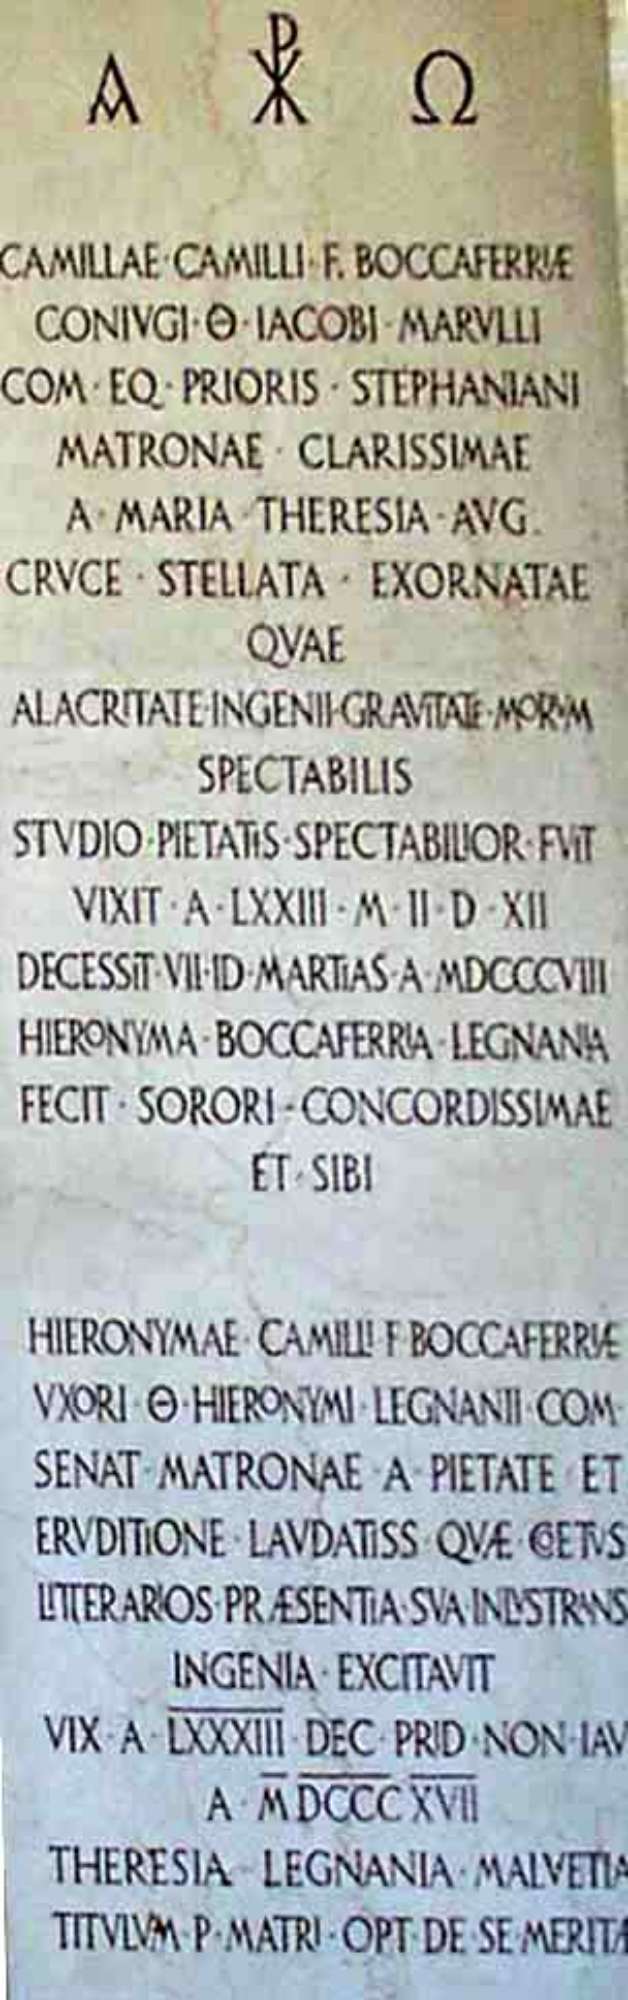 Α ☧ Ω
CAMILLAE · CAMILLI · F. BOCCAFERRIÆ
CONIVGI · Θ · IACOBI · MARVLLI
COM · EQ · PRIORIS · STEPHANIANI
MATRONAE · CLARISSIMAE
A · MARIA · THERESIA · AVG.
CRVCE · STELLATA · EXORNATAE
QVAE
ALACRITATE · INGENII · GRAVITATE · MORVM
SPECTABILIS
STVDIO · PIETATIS · SPECTABILIOR · FVIT
VIXIT · A · LXXIII · M · II · D · XII
DECESSIT · VII · ID · MARTIAS · A · MDCCCVIII
HIERONYMA · BOCCAFERRIA · LEGNANIA
FECIT · SORORI · CONCORDISSIMAE
ET · SIBI
HIERONYMAE · CAMILLI F BOCCAFERRIÆ
VXORI · Θ · HIERONYMI · LEGNANII · COM ·
SENAT · MATRONAE · A · PIETATE · ET
ERVDITIONE · LAVDATISS · QVÆ · COETVS
LITTERARIOS · PRÆSENTIA · SVA INLVSTRANS
INGENIA · EXCITAVIT
VIX · A · LXXXIII · DEC · PRID · NON · IAV
A · MDCCCXVII
THERESIA · LEGNANIA · MALVETIA
TITVLVM · P · MATRI · OPT · DE · SE MERITA